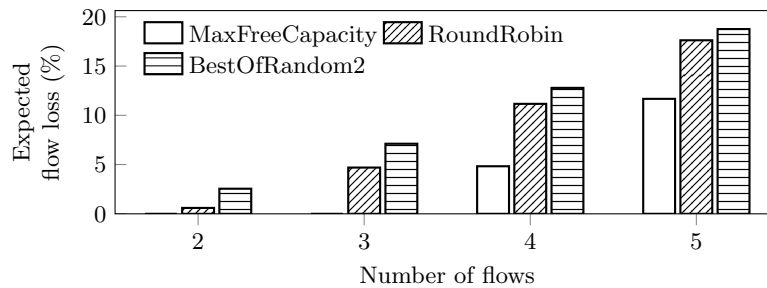 20
15
10
5
0
Expected
flow loss (%)
MaxFreeCapacity RoundRobin
BestOfRandom2
2 3 4 5
Number of flows